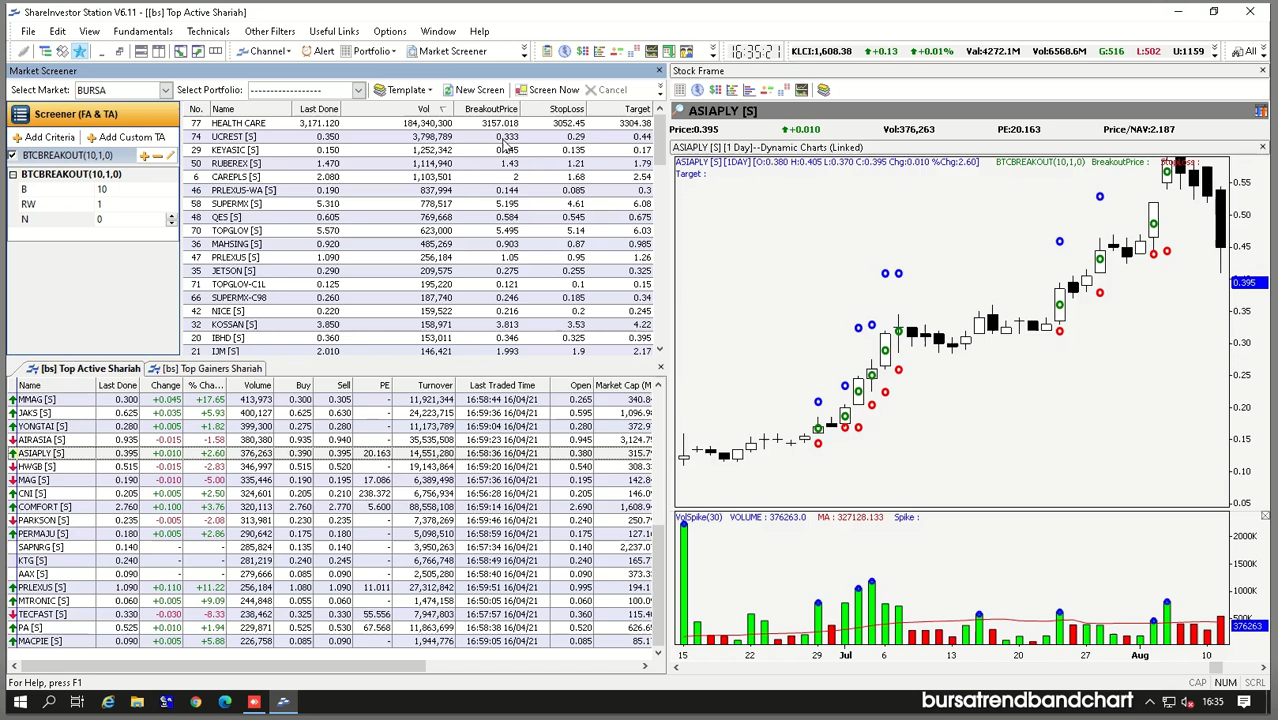 ShareInvestor Station V6.11 - [[bs] Top Active Shariah]
File Edit View Fundamentals Technicals Other Filters Useful Links Options Window Help
Channel Alert Portfolio Market Screener 16:35:21 KLCI:1,608.38 +0.13 +0.01% Vol:4272.1M Val:6568.6M G:516 L:502 U:1159 All
Market Screener
Select Market: BURSA Select Portfolio: ------------------ Template New Screen Screen Now Cancel
Screener (FA & TA)
Add Criteria Add Custom TA
BTCBREAKOUT(10,1,0)
BTCBREAKOUT(10,1,0)
B 10
RW 1
N 0
No. Name Last Done Vol BreakoutPrice StopLoss Target
77 HEALTH CARE 3,171.120 184,340,300 3157.018 3052.45 3304.38
74 UCREST [S] 0.350 3,798,789 0.333 0.29 0.44
29 KEYASIC [S] 0.150 1,252,342 0.135 0.17
50 RUBEREX [S] 1.470 1,114,940 1.43 1.21 1.79
6 CAREPLS [S] 2.080 1,103,501 2 1.68 2.54
46 PRLEXUS-WA [S] 0.190 837,994 0.144 0.085 0.3
58 SUPERMX [S] 5.310 778,517 5.195 4.61 6.08
48 QES [S] 0.605 769,668 0.584 0.545 0.675
70 TOPGLOV [S] 5.570 623,000 5.495 5.14 6.03
36 MAHSING [S] 0.940 485,269 0.903 0.87 0.985
47 PRLEXUS [S] 1.090 256,184 1.05 0.95 1.26
35 JETSON [S] 0.290 209,575 0.275 0.255 0.325
71 TOPGLOV-C1L 0.125 195,220 0.121 0.1 0.15
66 SUPERMX-C98 0.260 187,740 0.246 0.185 0.34
42 NICE [S] 0.220 159,522 0.216 0.2 0.245
32 KOSSAN [S] 3.850 158,971 3.813 3.53 4.22
20 IBHD [S] 0.360 153,011 0.346 0.325 0.395
21 IJM [S] 2.010 146,421 1.993 1.9 2.17
[bs] Top Active Shariah [bs] Top Gainers Shariah
Name Last Done Change % Cha... Volume Buy Sell PE Turnover Last Traded Time Open Market Cap (M
MMAG [S] 0.300 +0.045 +17.65 413,973 0.300 0.305 - 11,921,344 16:58:44 16/04/21 0.265 340.8
JAKS [S] 0.625 +0.035 +5.93 400,127 0.625 0.630 - 24,223,715 16:59:04 16/04/21 0.595 1,096.9
YONGTAI [S] 0.280 +0.005 +1.82 399,300 0.275 0.280 - 11,173,789 16:59:04 16/04/21 0.280 372.9
AIRASIA [S] 0.935 -0.015 -1.58 380,380 0.935 0.940 - 35,535,508 16:59:23 16/04/21 0.945 3,124.7
ASIAPLY [S] 0.395 +0.010 +2.60 376,263 0.390 0.395 20.163 14,551,280 16:59:36 16/04/21 0.380 315.7
HWGB [S] 0.515 -0.015 -2.83 346,997 0.515 0.520 - 19,143,864 16:59:20 16/04/21 0.535 308.3
MAG [S] 0.190 -0.010 -5.00 335,446 0.190 0.195 17.086 6,389,498 16:57:36 16/04/21 0.195 142.8
CNI [S] 0.205 +0.005 +2.50 324,601 0.205 0.210 238.372 6,756,934 16:56:28 16/04/21 0.205 146.0
COMFORT [S] 2.760 +0.100 +3.76 320,113 2.760 2.770 5.600 88,558,108 16:59:14 16/04/21 2.690 1,608.9
PARKSON [S] 0.235 -0.005 -2.08 313,981 0.230 0.235 - 7,378,269 16:59:46 16/04/21 0.240 250.7
PERMAJU [S] 0.180 +0.005 +2.86 290,642 0.175 0.180 - 5,098,510 16:59:07 16/04/21 0.175 127.1
SAPNRG [S] 0.140 - - 285,824 0.135 0.140 - 3,950,263 16:57:34 16/04/21 0.140 2,237.0
KTG [S] 0.240 - - 281,219 0.240 0.245 - 6,766,748 16:58:51 16/04/21 0.245 165.7
AAX [S] 0.090 - - 279,666 0.085 0.090 - 2,505,280 16:58:40 16/04/21 0.090
PRLEXUS [S] 1.090 +0.110 +11.22 256,184 1.080 1.090 11.011 27,312,842 16:59:51 16/04/21 0.985 194.1
MTRONIC [S] 0.060 +0.005 +9.09 248,448 0.055 0.060 - 1,474,158 16:50:35 16/04/21 0.060
TECFAST [S] 0.330 -0.030 -8.33 238,462 0.325 0.330 55.556 7,947,803 16:57:57 16/04/21 0.360 115.4
PA [S] 0.525 +0.010 +1.94 229,871 0.520 0.525 67.568 11,863,699 16:58:38 16/04/21 0.520 626.6
MACPIE [S] 0.090 +0.005 +5.88 226,758 0.085 0.090 - 1,944,776 16:59:05 16/04/21 0.085 85.1
Stock Frame
ASIAPLY [S]
Price:0.395 +0.010 Vol:376,263 PE:20.163 Price/NAV:2.187
ASIAPLY [S]--Dynamic Charts (Linked)
ASIAPLY [S] [1DAY] [O:0.380 H:0.405 L:0.370 C:0.395 Chg:0.010 %Chg:2.60] BTCBREAKOUT(10,1,0) BreakoutPrice : StopLoss :
Target :
0.55
0.50
0.45
0.395
0.35
0.30
0.25
0.20
0.15
0.10
0.05
VolSpike(30) VOLUME : 376263.0 MA : 327128.133 Spike :
2000K
1500K
1000K
376263
15 22 29 Jul 6 13 20 27 Aug 10
For Help, press F1
CAP NUM SCRL
bursatrendbandchart
16:35